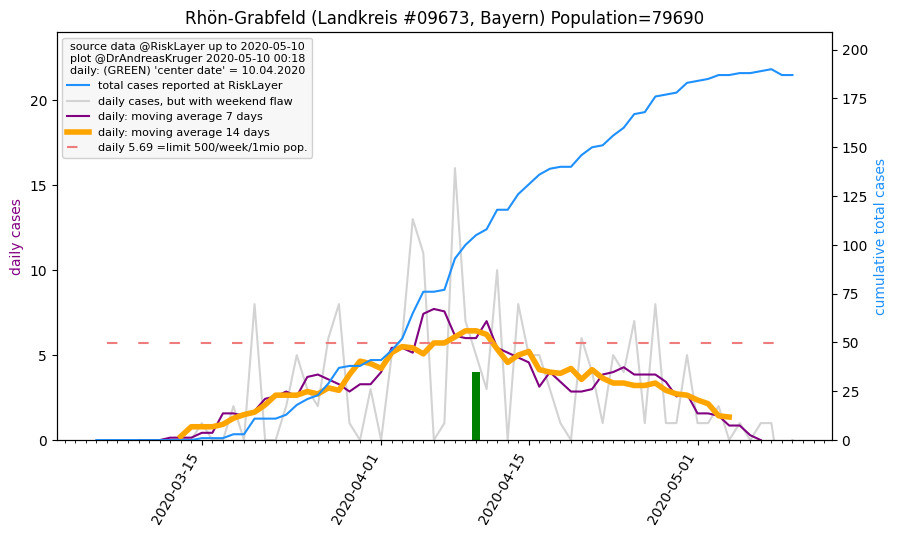 Rhön-Grabfeld (Landkreis #09673, Bayern) Population=79690
source data @RiskLayer up to 2020-05-10
plot @DrAndreasKruger 2020-05-10 00:18
daily: (GREEN) 'center date' = 10.04.2020
total cases reported at RiskLayer
daily cases, but with weekend flaw
daily: moving average 7 days
daily: moving average 14 days
daily 5.69 =limit 500/week/1mio pop.
daily cases
0
5
10
15
20
cumulative total cases
0
25
50
75
100
125
150
175
200
2020-03-15
2020-04-01
2020-04-15
2020-05-01